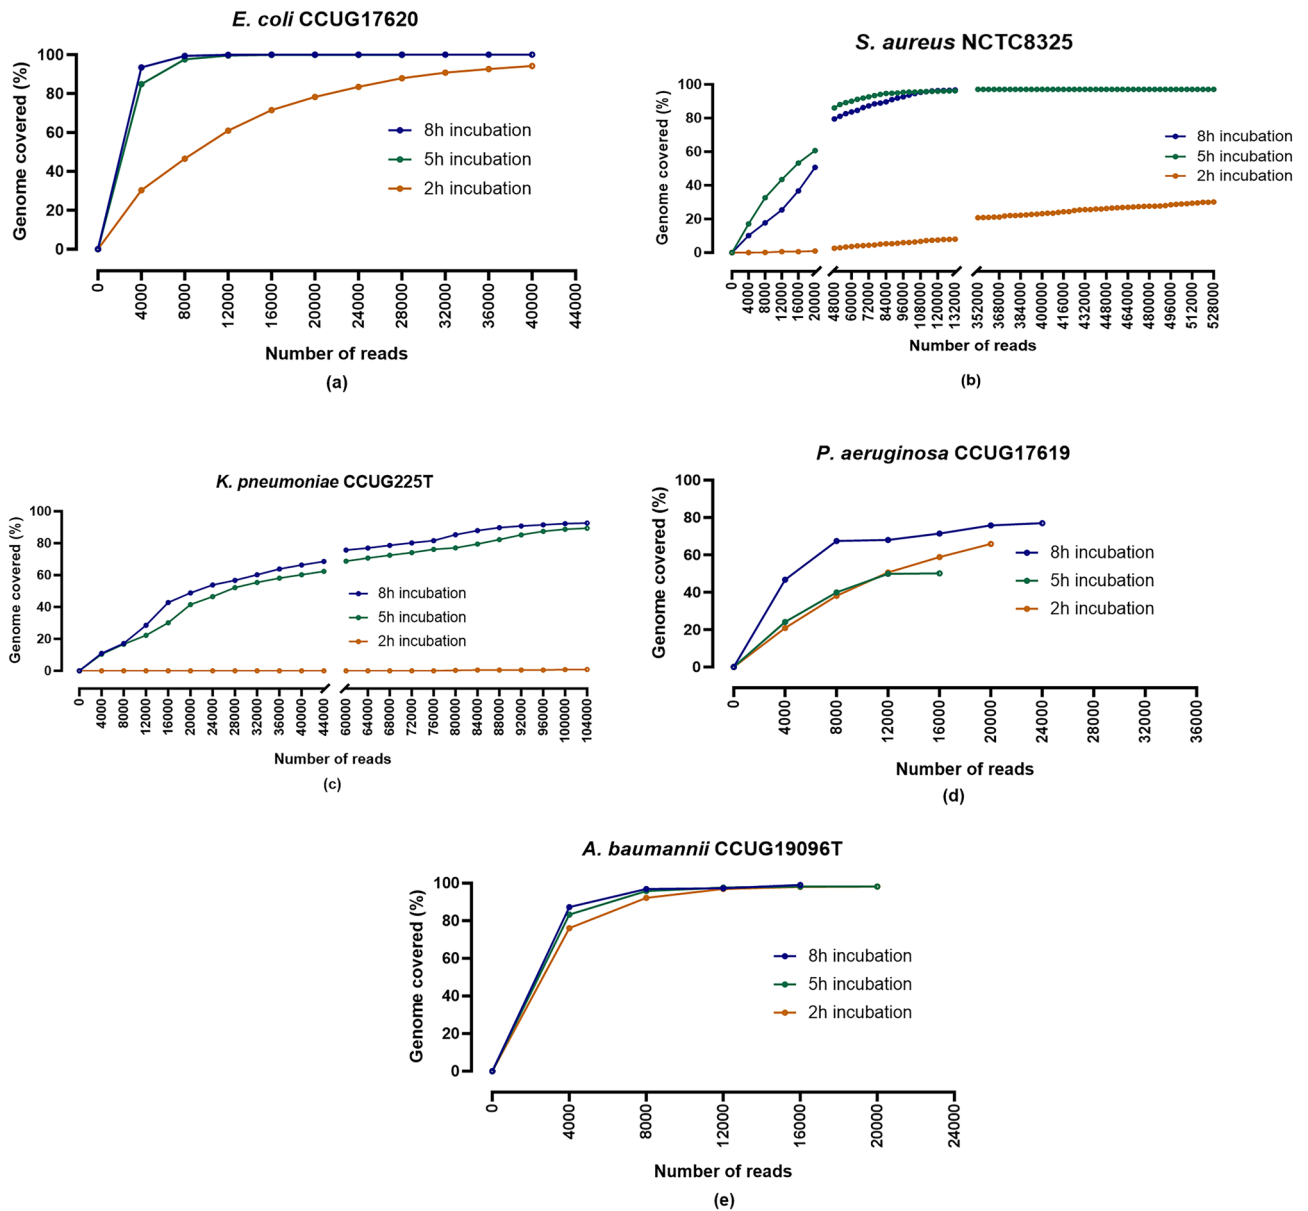 E. coli CCUG17620
Genome covered (%)
100
80
60
40
20
0
8h incubation
5h incubation
2h incubation
0 4000 8000 12000 16000 20000 24000 28000 32000 36000 40000 44000
Number of reads
(a)
S. aureus NCTC8325
Genome covered (%)
100
80
60
40
20
0
8h incubation
5h incubation
2h incubation
0 4000 8000 12000 16000 20000 48000 60000 72000 84000 96000 108000 120000 132000 352000 368000 384000 400000 416000 432000 448000 464000 480000 496000 512000 528000
Number of reads
(b)
K. pneumoniae CCUG225T
Genome covered (%)
100
80
60
40
20
0
8h incubation
5h incubation
2h incubation
0 4000 8000 12000 16000 20000 24000 28000 32000 36000 40000 44000 60000 64000 68000 72000 76000 80000 84000 88000 92000 96000 100000 104000
Number of reads
(c)
P. aeruginosa CCUG17619
Genome covered (%)
100
80
60
40
20
0
8h incubation
5h incubation
2h incubation
0 4000 8000 12000 16000 20000 24000 28000 32000 36000
Number of reads
(d)
A. baumannii CCUG19096T
Genome covered (%)
100
80
60
40
20
0
8h incubation
5h incubation
2h incubation
0 4000 8000 12000 16000 20000 24000
Number of reads
(e)